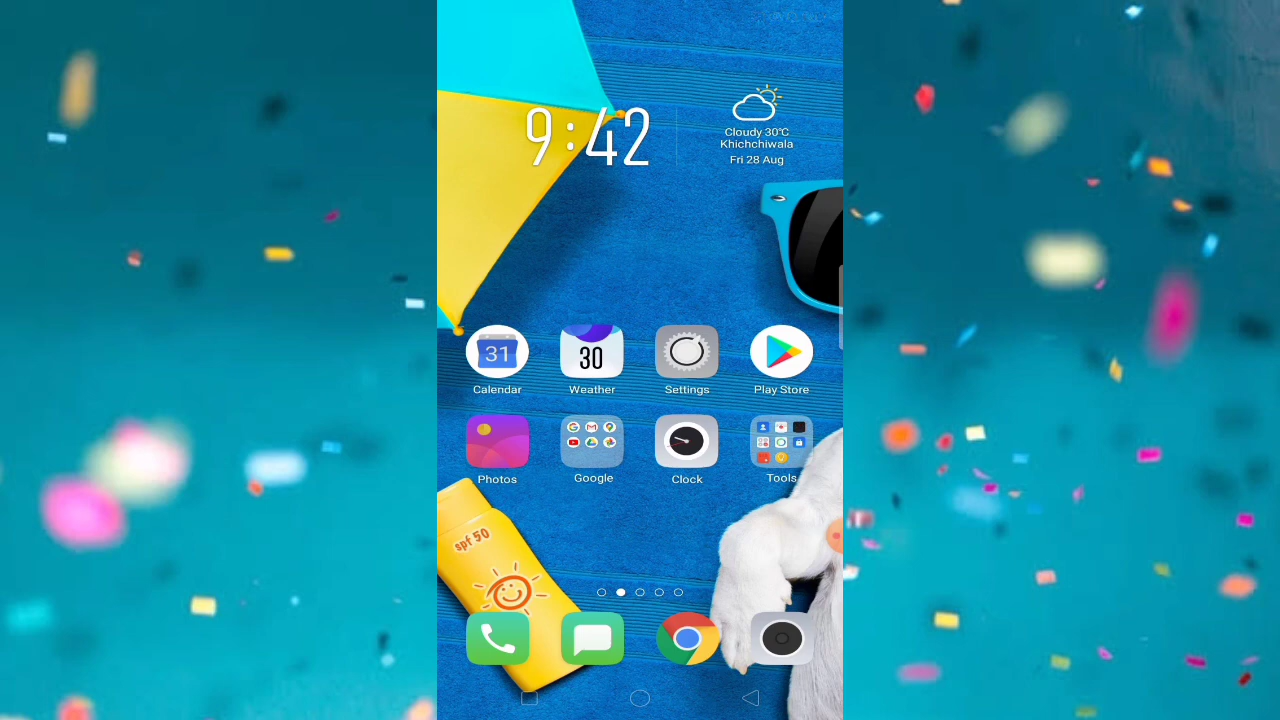 9:42
Cloudy 30°C
Khichchiwala
Fri 28 Aug
31
30
Calendar
Weather
Settings
Play Store
Photos
Google
Clock
Tools
spf 50